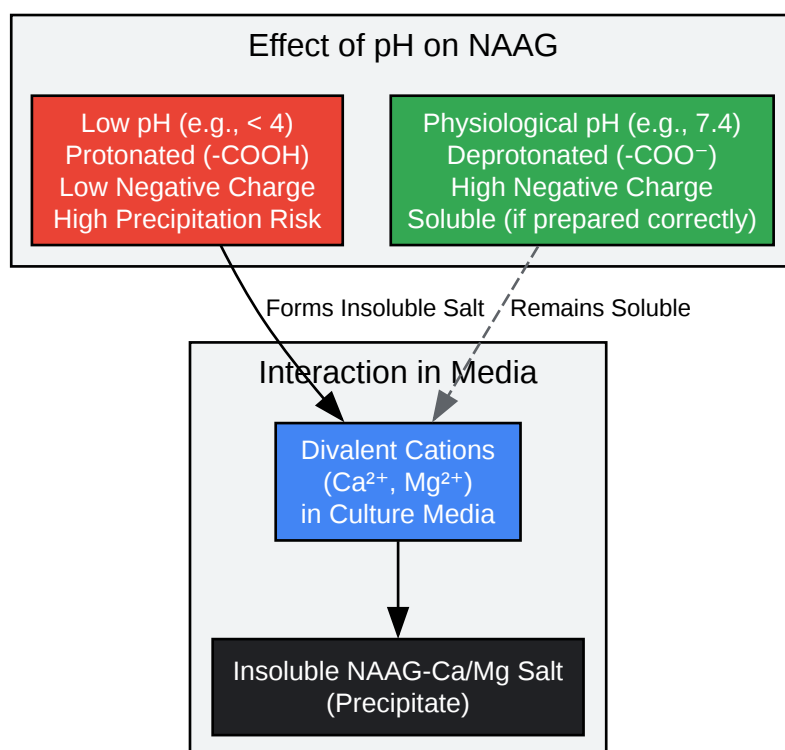 Effect of pH on NAAG
Low pH (e.g., < 4)
Protonated (-COOH)
Low Negative Charge
High Precipitation Risk
Physiological pH (e.g., 7.4)
Deprotonated (-COO⁻)
High Negative Charge
Soluble (if prepared correctly)
Forms Insoluble Salt
Remains Soluble
Interaction in Media
Divalent Cations
(Ca²⁺, Mg²⁺)
in Culture Media
Insoluble NAAG-Ca/Mg Salt
(Precipitate)